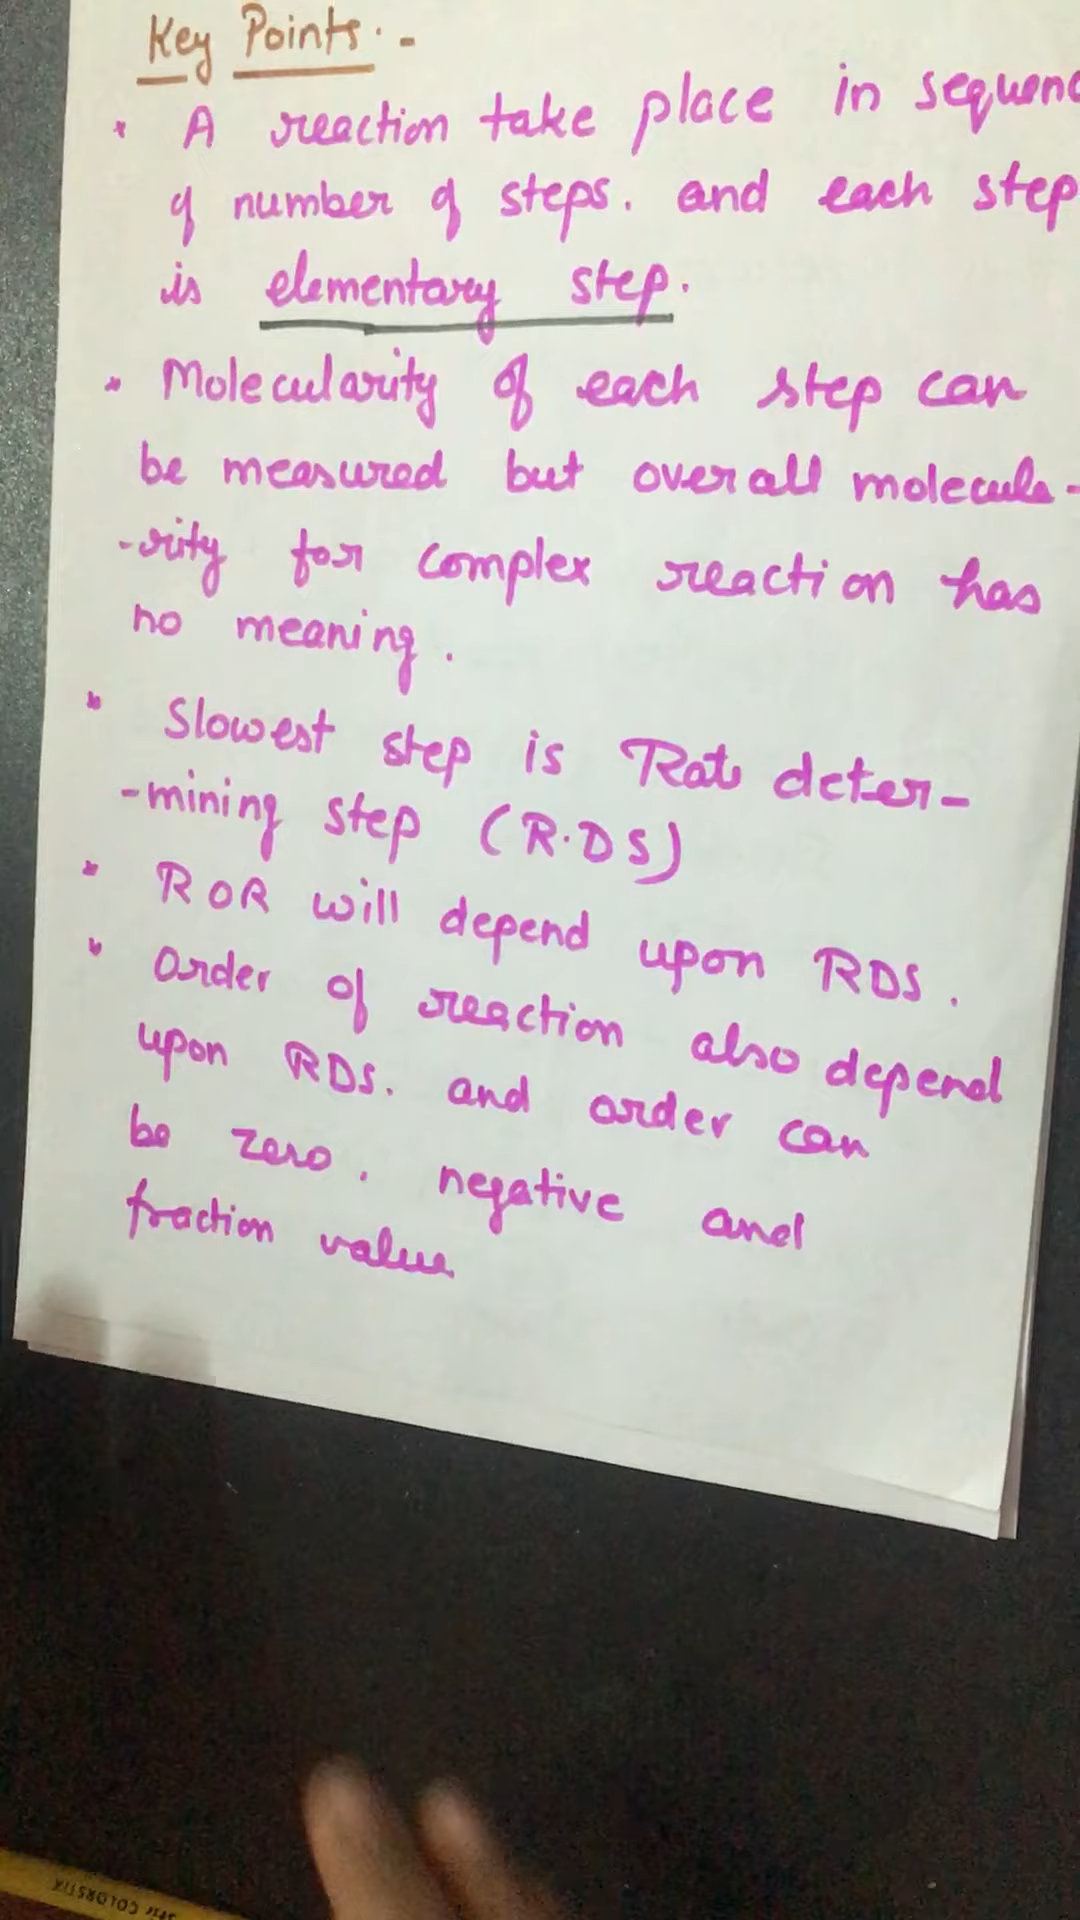 Key Points. -
* A reaction take place in sequenc
of number of steps. and each step
is elementary step.
* Molecularity of each step can
be measured but overall molecula-
-rity for complex reaction has
no meaning.
* Slowest step is Rate deter-
-mining step (R.DS)
* ROR will depend upon RDS.
* Order of reaction also depend
upon RDS. and order can
be zero, negative and
fraction value
COLORSTIX